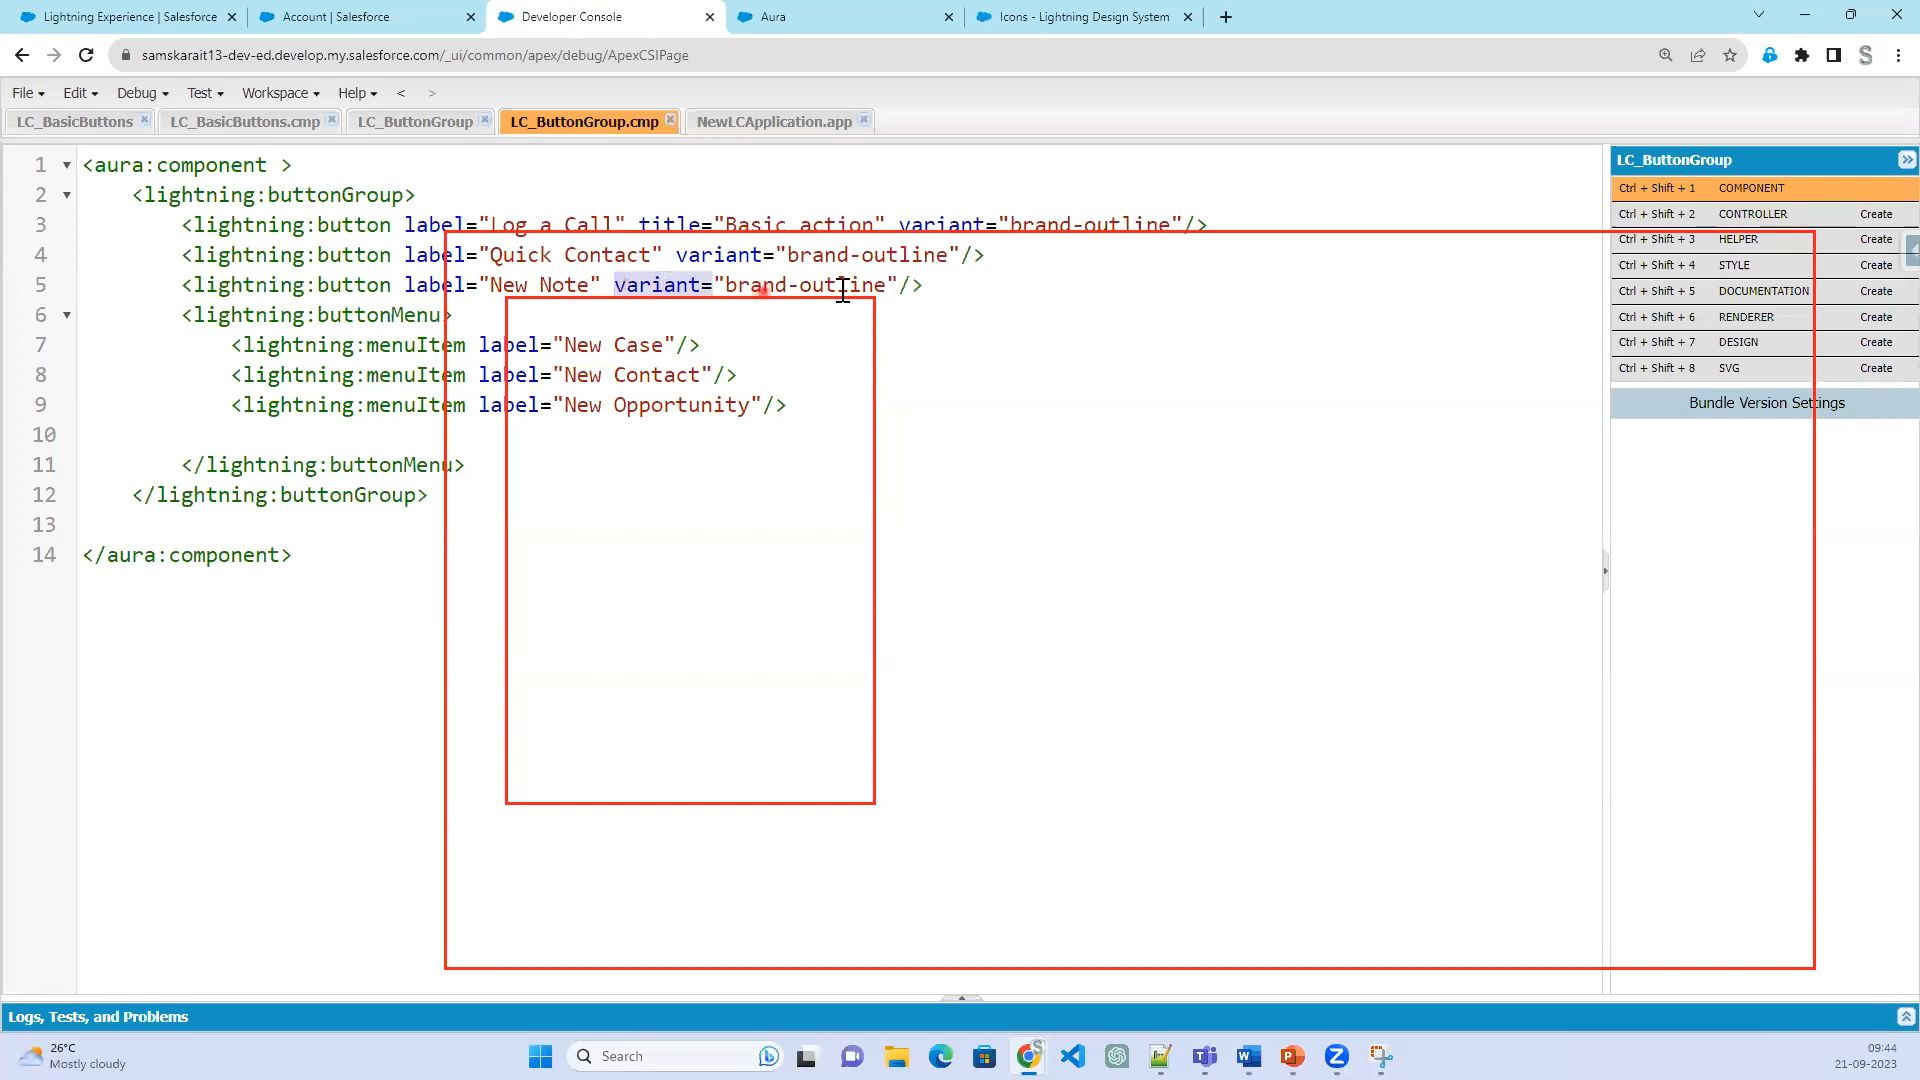 Lightning Experience | Salesforce
Account | Salesforce
Developer Console
Aura
Icons - Lightning Design System
samskarait13-dev-ed.develop.my.salesforce.com/_ui/common/apex/debug/ApexCSIPage
File Edit Debug Test Workspace Help < >
LC_BasicButtons LC_BasicButtons.cmp LC_ButtonGroup LC_ButtonGroup.cmp NewLCApplication.app
1 <aura:component >
2 <lightning:buttonGroup>
3 <lightning:button label="Log a Call" title="Basic action" variant="brand-outline"/>
4 <lightning:button label="Quick Contact" variant="brand-outline"/>
5 <lightning:button label="New Note" variant="brand-outline"/>
6 <lightning:buttonMenu>
7 <lightning:menuItem label="New Case"/>
8 <lightning:menuItem label="New Contact"/>
9 <lightning:menuItem label="New Opportunity"/>
10
11 </lightning:buttonMenu>
12 </lightning:buttonGroup>
13
14 </aura:component>
LC_ButtonGroup
Ctrl + Shift + 1 COMPONENT
Ctrl + Shift + 2 CONTROLLER Create
Ctrl + Shift + 3 HELPER Create
Ctrl + Shift + 4 STYLE Create
Ctrl + Shift + 5 DOCUMENTATION Create
Ctrl + Shift + 6 RENDERER Create
Ctrl + Shift + 7 DESIGN Create
Ctrl + Shift + 8 SVG Create
Bundle Version Settings
Logs, Tests, and Problems
26°C
Mostly cloudy
Search
09:44
21-09-2023